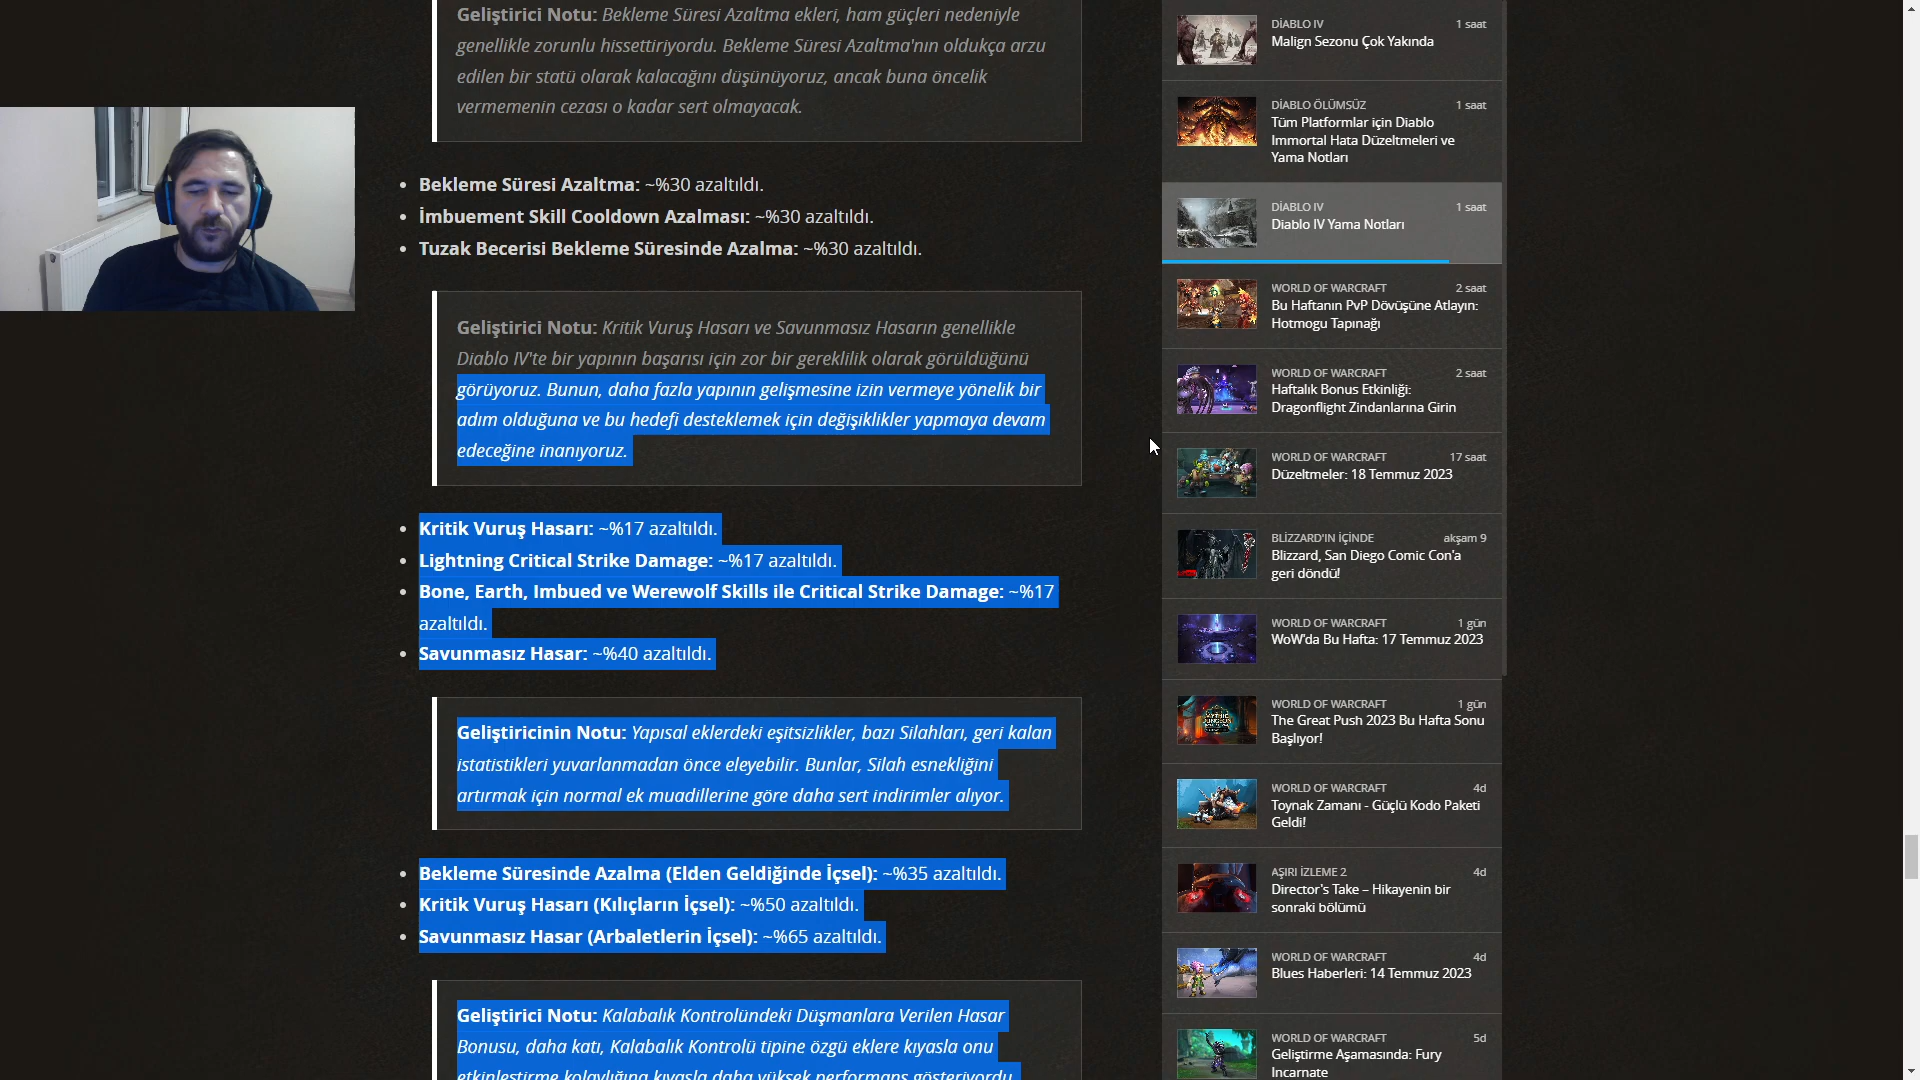 Geliştirici Notu: Bekleme Süresi Azaltma ekleri, ham güçleri nedeniyle
genellikle zorunlu hissettiriyordu. Bekleme Süresi Azaltma'nın oldukça arzu
edilen bir statü olarak kalacağını düşünüyoruz, ancak buna öncelik
vermemenin cezası o kadar sert olmayacak.
Bekleme Süresi Azaltma: ~%30 azaltıldı.
İmbuement Skill Cooldown Azalması: ~%30 azaltıldı.
Tuzak Becerisi Bekleme Süresinde Azalma: ~%30 azaltıldı.
Geliştirici Notu: Kritik Vuruş Hasarı ve Savunmasız Hasarın genellikle
Diablo IV'te bir yapının başarısı için zor bir gereklilik olarak görüldüğünü
görüyoruz. Bunun, daha fazla yapının gelişmesine izin vermeye yönelik bir
adım olduğuna ve bu hedefi desteklemek için değişiklikler yapmaya devam
edeceğine inanıyoruz.
Kritik Vuruş Hasarı: ~%17 azaltıldı.
Lightning Critical Strike Damage: ~%17 azaltıldı.
Bone, Earth, Imbued ve Werewolf Skills ile Critical Strike Damage: ~%17
azaltıldı.
Savunmasız Hasar: ~%40 azaltıldı.
Geliştiricinin Notu: Yapısal eklerdeki eşitsizlikler, bazı Silahları, geri kalan
istatistikleri yuvarlanmadan önce eleyebilir. Bunlar, Silah esnekliğini
artırmak için normal ek muadillerine göre daha sert indirimler alıyor.
Bekleme Süresinde Azalma (Elden Geldiğinde İçsel): ~%35 azaltıldı.
Kritik Vuruş Hasarı (Kılıçların İçsel): ~%50 azaltıldı.
Savunmasız Hasar (Arbaletlerin İçsel): ~%65 azaltıldı.
Geliştirici Notu: Kalabalık Kontrolündeki Düşmanlara Verilen Hasar
Bonusu, daha katı, Kalabalık Kontrolü tipine özgü eklere kıyasla onu
etkinleştirme kolaylığına kıyasla daha yüksek performans gösteriyordu.
DİABLO IV 1 saat
Malign Sezonu Çok Yakında
DİABLO ÖLÜMSÜZ 1 saat
Tüm Platformlar için Diablo
Immortal Hata Düzeltmeleri ve
Yama Notları
DİABLO IV 1 saat
Diablo IV Yama Notları
WORLD OF WARCRAFT 2 saat
Bu Haftanın PvP Dövüşüne Atlayın:
Hotmogu Tapınağı
WORLD OF WARCRAFT 2 saat
Haftalık Bonus Etkinliği:
Dragonflight Zindanlarına Girin
WORLD OF WARCRAFT 17 saat
Düzeltmeler: 18 Temmuz 2023
BLİZZARD'IN İÇİNDE akşam 9
Blizzard, San Diego Comic Con'a
geri döndü!
WORLD OF WARCRAFT 1 gün
WoW'da Bu Hafta: 17 Temmuz 2023
WORLD OF WARCRAFT 1 gün
The Great Push 2023 Bu Hafta Sonu
Başlıyor!
WORLD OF WARCRAFT 4d
Toynak Zamanı - Güçlü Kodo Paketi
Geldi!
AŞIRI İZLEME 2 4d
Director's Take – Hikayenin bir
sonraki bölümü
WORLD OF WARCRAFT 4d
Blues Haberleri: 14 Temmuz 2023
WORLD OF WARCRAFT 5d
Geliştirme Aşamasında: Fury
Incarnate